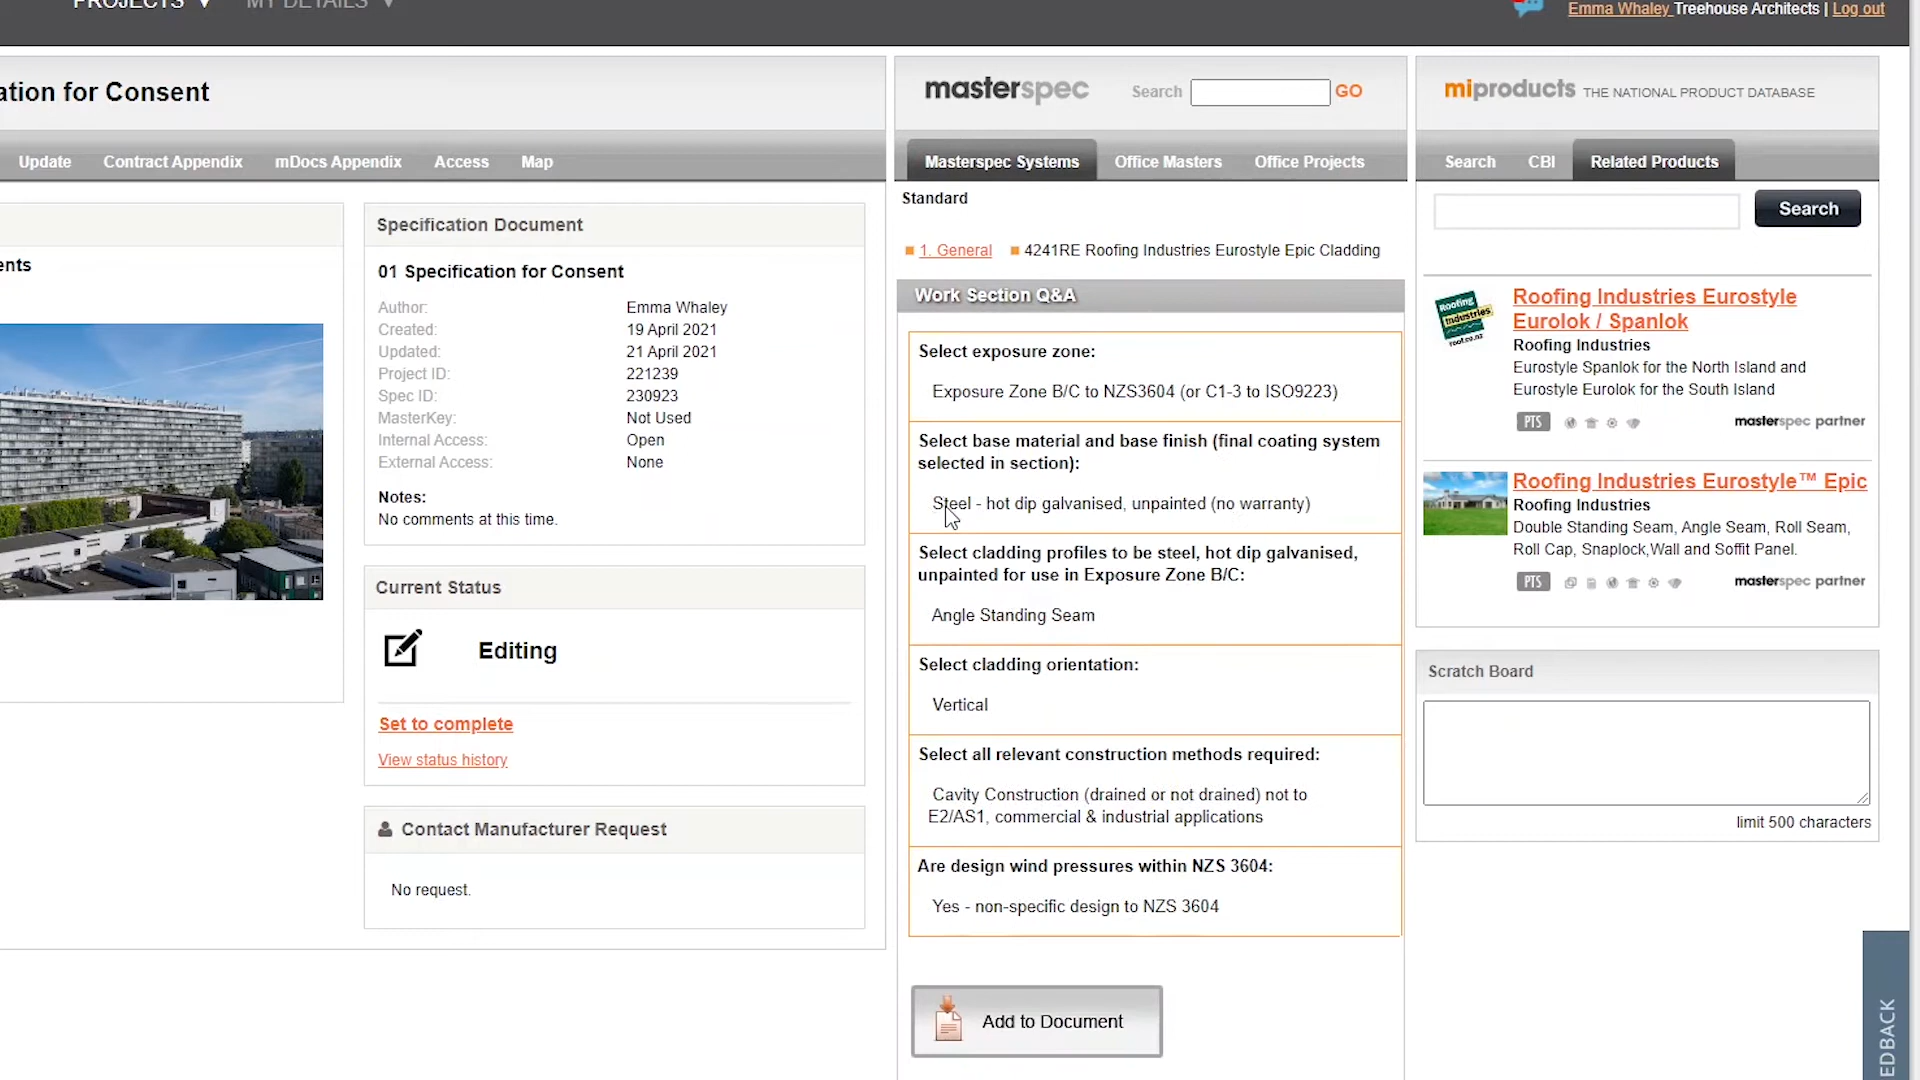 PROJECTS ▼ MY DETAILS ▼
Emma Whaley Treehouse Architects | Log out
ation for Consent
Update Contract Appendix mDocs Appendix Access Map
ents
Specification Document
01 Specification for Consent
Author: Emma Whaley
Created: 19 April 2021
Updated: 21 April 2021
Project ID: 221239
Spec ID: 230923
MasterKey: Not Used
Internal Access: Open
External Access: None
Notes:
No comments at this time.
Current Status
Editing
Set to complete
View status history
Contact Manufacturer Request
No request.
masterspec Search GO
Masterspec Systems Office Masters Office Projects
Standard
1. General 4241RE Roofing Industries Eurostyle Epic Cladding
Work Section Q&A
Select exposure zone:
Exposure Zone B/C to NZS3604 (or C1-3 to ISO9223)
Select base material and base finish (final coating system
selected in section):
Steel - hot dip galvanised, unpainted (no warranty)
Select cladding profiles to be steel, hot dip galvanised,
unpainted for use in Exposure Zone B/C:
Angle Standing Seam
Select cladding orientation:
Vertical
Select all relevant construction methods required:
Cavity Construction (drained or not drained) not to
E2/AS1, commercial & industrial applications
Are design wind pressures within NZS 3604:
Yes - non-specific design to NZS 3604
Add to Document
miproducts THE NATIONAL PRODUCT DATABASE
Search CBI Related Products
Search
Roofing
Industries
roof.co.nz
Roofing Industries Eurostyle
Eurolok / Spanlok
Roofing Industries
Eurostyle Spanlok for the North Island and
Eurostyle Eurolok for the South Island
PTS masterspec partner
Roofing Industries Eurostyle™ Epic
Roofing Industries
Double Standing Seam, Angle Seam, Roll Seam,
Roll Cap, Snaplock,Wall and Soffit Panel.
PTS masterspec partner
Scratch Board
limit 500 characters
EDBACK